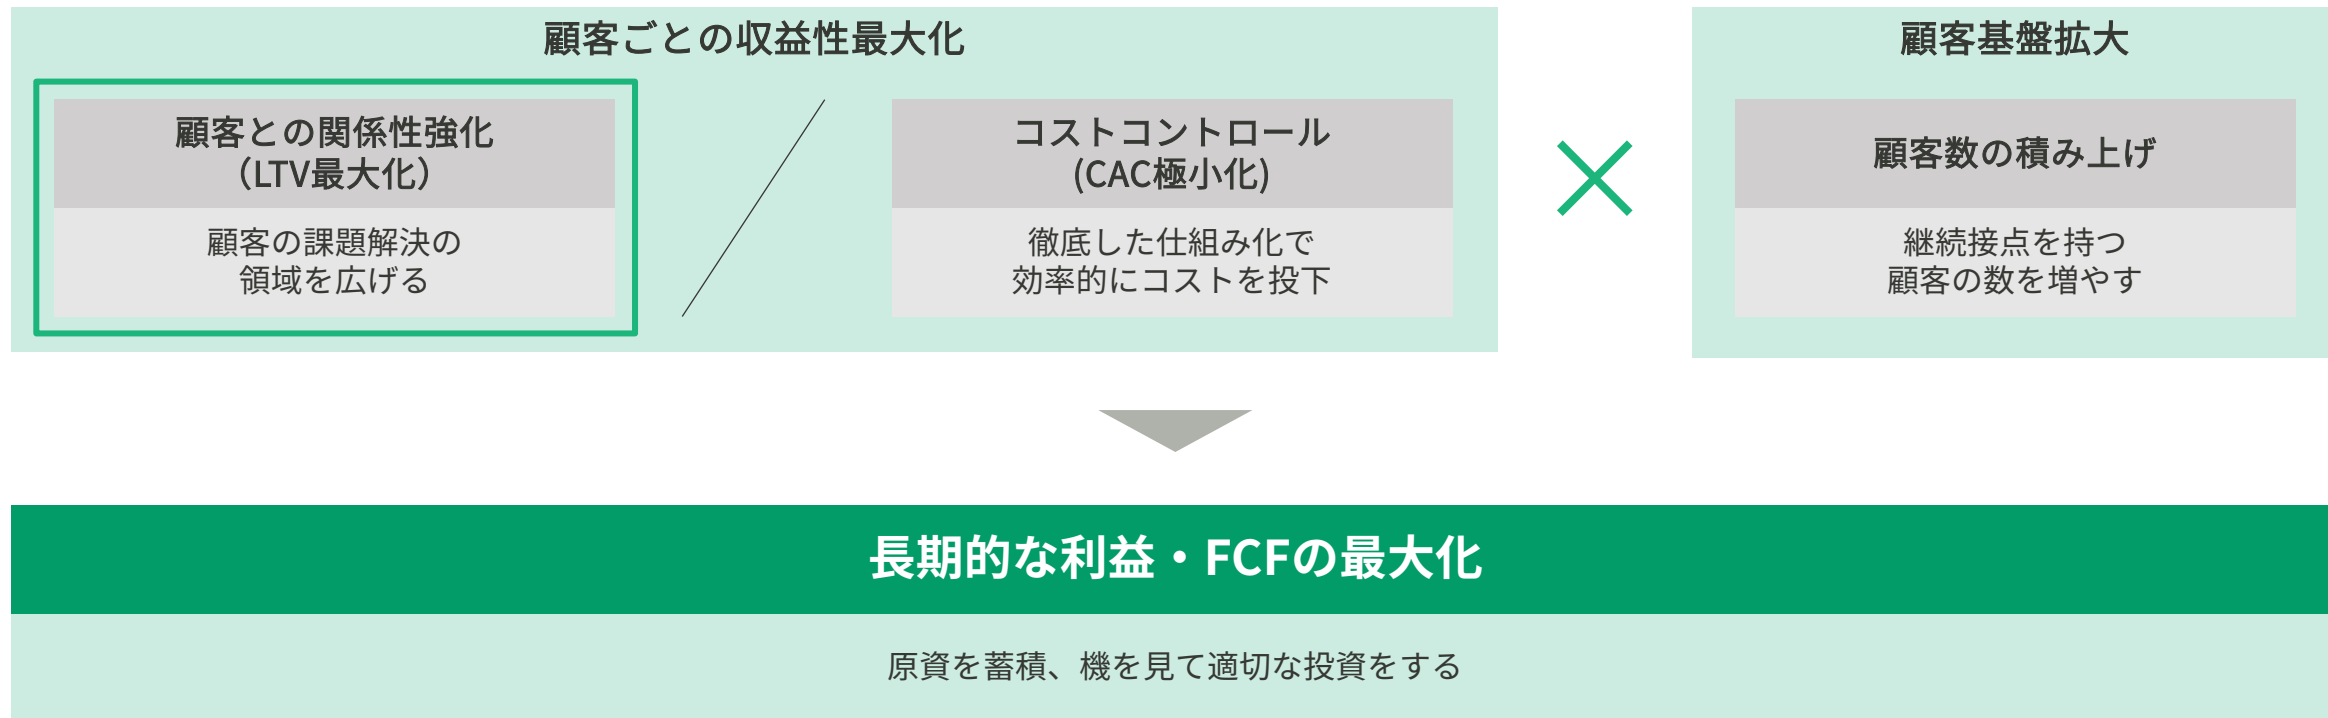 顧客ごとの収益性最大化
顧客との関係性強化
（LTV最大化）
顧客の課題解決の
領域を広げる
コストコントロール
(CAC極小化)
徹底した仕組み化で
効率的にコストを投下
顧客基盤拡大
顧客数の積み上げ
継続接点を持つ
顧客の数を増やす
長期的な利益・FCFの最大化
原資を蓄積、機を見て適切な投資をする